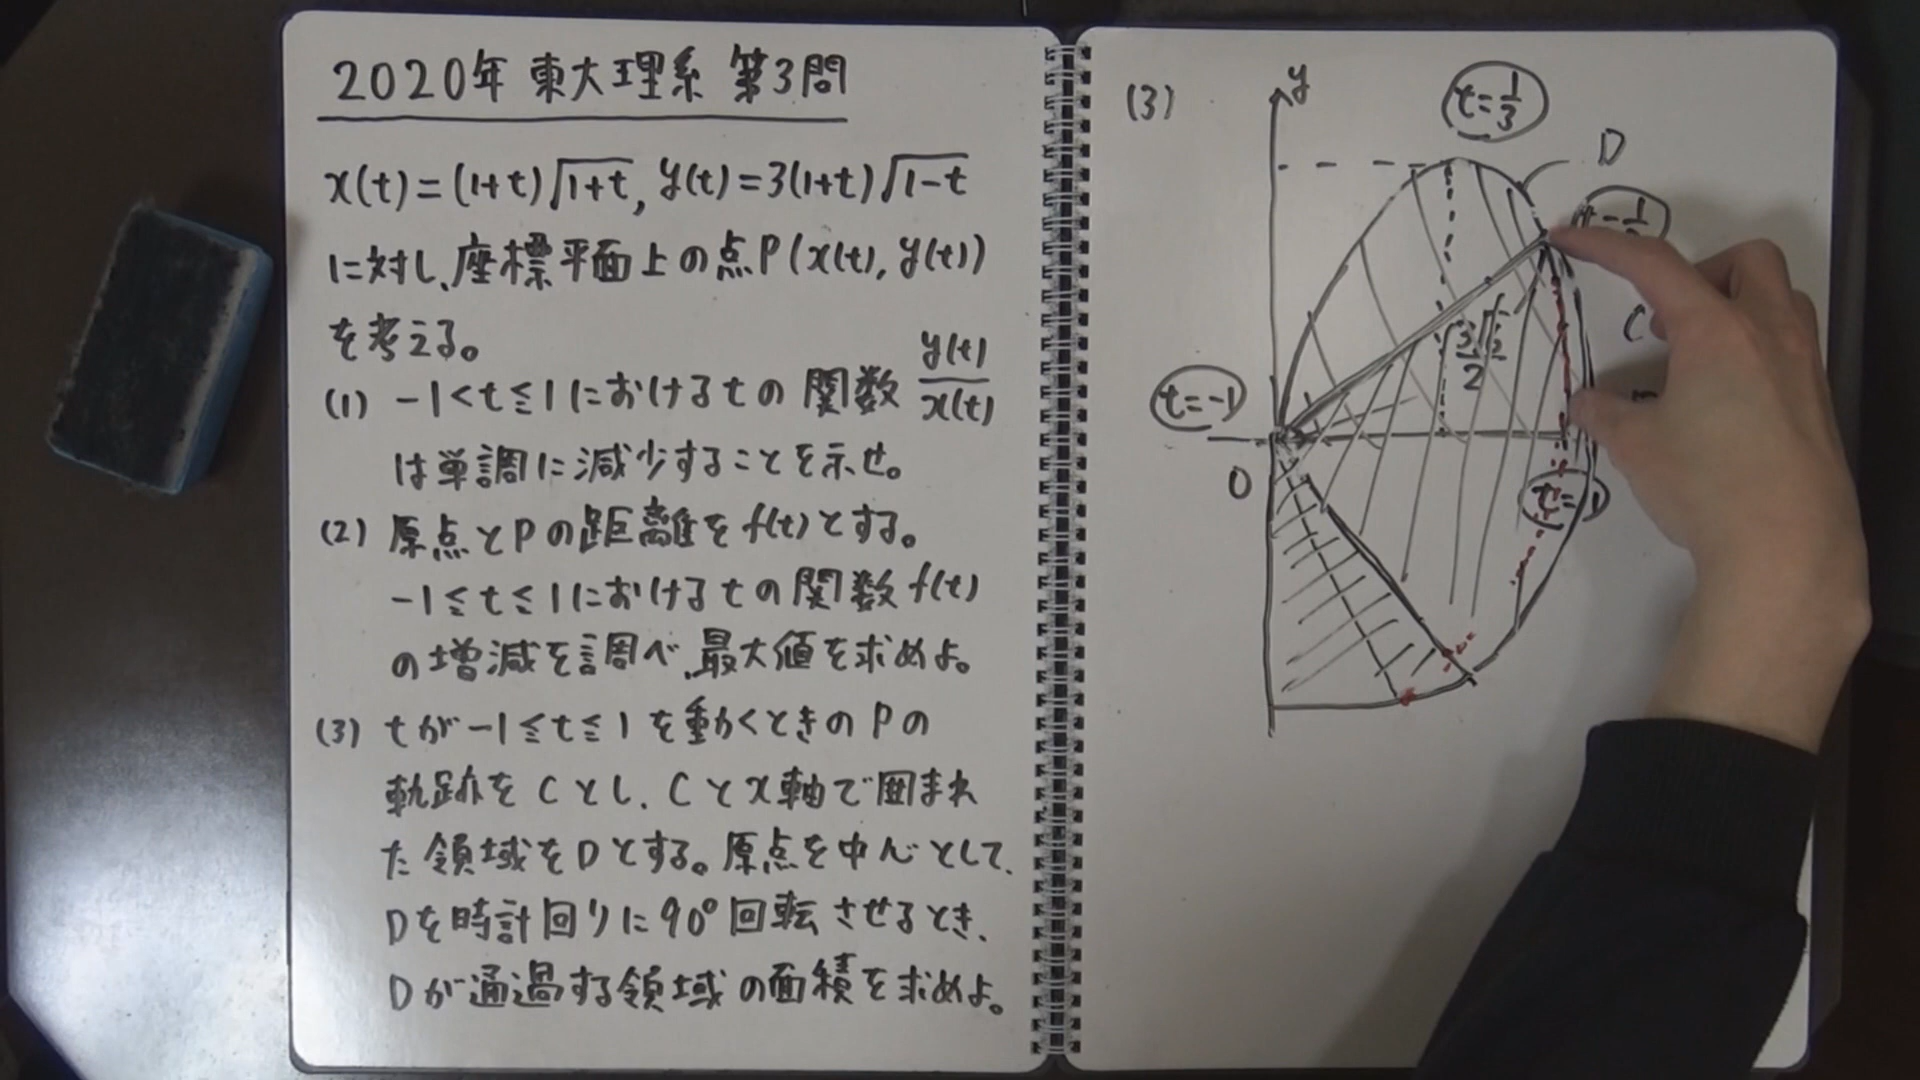 2020年 東大理系 第3問
x(t)=(1+t)√1+t, y(t)=3(1+t)√1-t
に対し、座標平面上の点P(x(t), y(t))
を考える。
(1) -1<t≦1におけるtの関数 y(t)/x(t)
は単調に減少することを示せ。
(2) 原点とPの距離をf(t)とする。
-1≦t≦1におけるtの関数f(t)
の増減を調べ、最大値を求めよ。
(3) tが-1≦t≦1を動くときのPの
軌跡をCとし、Cとx軸で囲まれ
た領域をDとする。原点を中心として、
Dを時計回りに90°回転させるとき、
Dが通過する領域の面積を求めよ。
(3)
y
t=1/3
D
C
t=-1
O
t=1